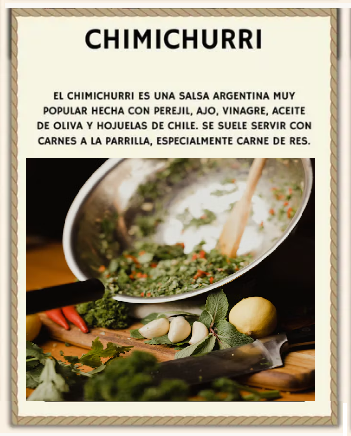 CHIMICHURRI
EL CHIMICHURRI ES UNA SALSA ARGENTINA MUY
POPULAR HECHA CON PEREJIL, AJO, VINAGRE, ACEITE
DE OLIVA Y HOJUELAS DE CHILE. SE SUELE SERVIR CON
CARNES A LA PARRILLA, ESPECIALMENTE CARNE DE RES.